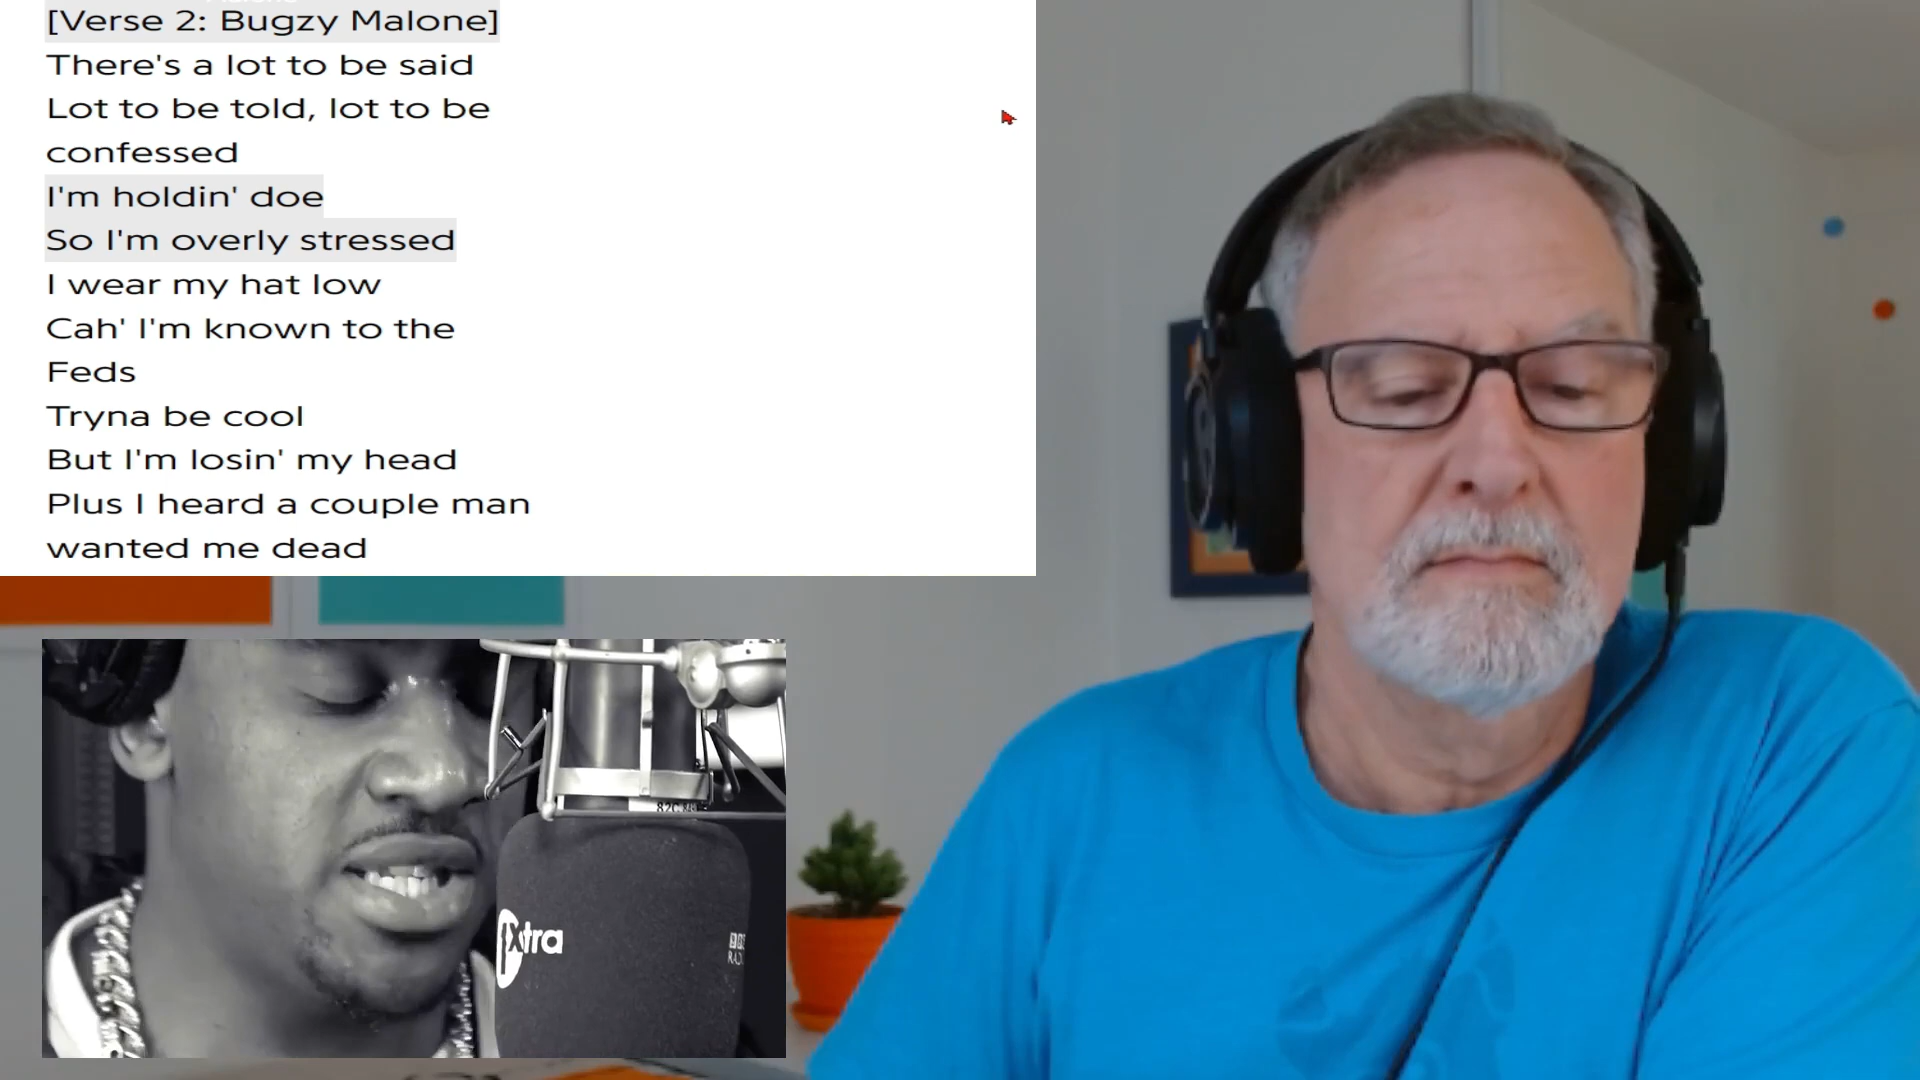 [Verse 2: Bugzy Malone]
There's a lot to be said
Lot to be told, lot to be
confessed
I'm holdin' doe
So I'm overly stressed
I wear my hat low
Cah' I'm known to the
Feds
Tryna be cool
But I'm losin' my head
Plus I heard a couple man
wanted me dead
1Xtra